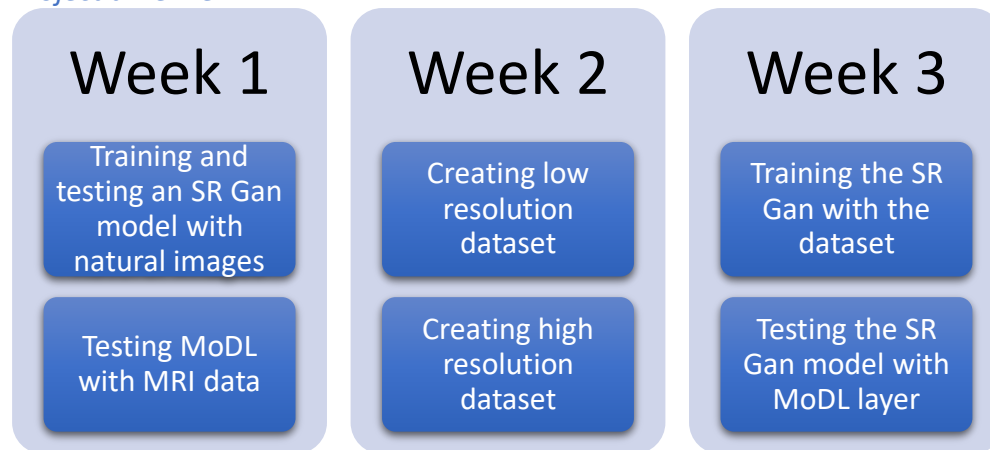 Week 1
Training and
testing an SR Gan
model with
natural images
Testing MoDL
with MRI data
Week 2
Creating low
resolution
dataset
Creating high
resolution
dataset
Week 3
Training the SR
Gan with the
dataset
Testing the SR
Gan model with
MoDL layer